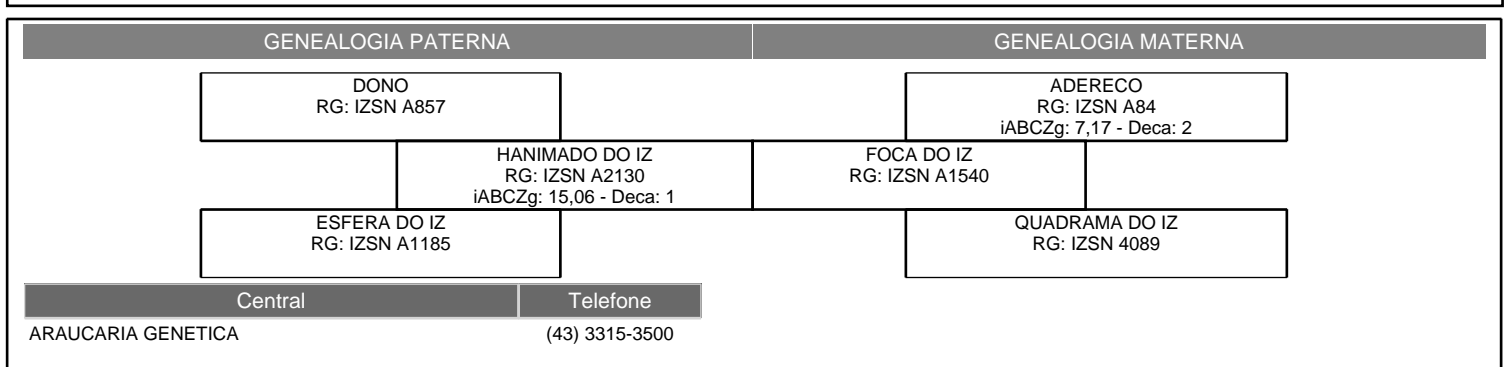 GENEALOGIA PATERNA
GENEALOGIA MATERNA
DONO
RG: IZSN A857
ADERECO
RG: IZSN A84
iABCZg: 7,17 - Deca: 2
HANIMADO DO IZ
RG: IZSN A2130
iABCZg: 15,06 - Deca: 1
FOCA DO IZ
RG: IZSN A1540
ESFERA DO IZ
RG: IZSN A1185
QUADRAMA DO IZ
RG: IZSN 4089
Central Telefone
ARAUCARIA GENETICA (43) 3315-3500